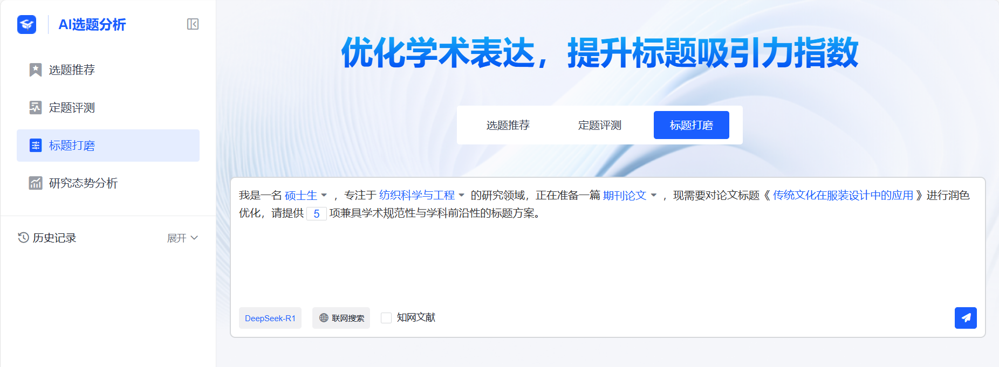 AI选题分析
选题推荐
定题评测
标题打磨
研究态势分析
历史记录 展开
优化学术表达，提升标题吸引力指数
选题推荐 定题评测 标题打磨
我是一名 硕士生 ，专注于 纺织科学与工程 的研究领域，正在准备一篇 期刊论文 ，现需要对论文标题《 传统文化在服装设计中的应用 》进行润色
优化，请提供 5 项兼具学术规范性与学科前沿性的标题方案。
DeepSeek-R1 联网搜索 知网文献